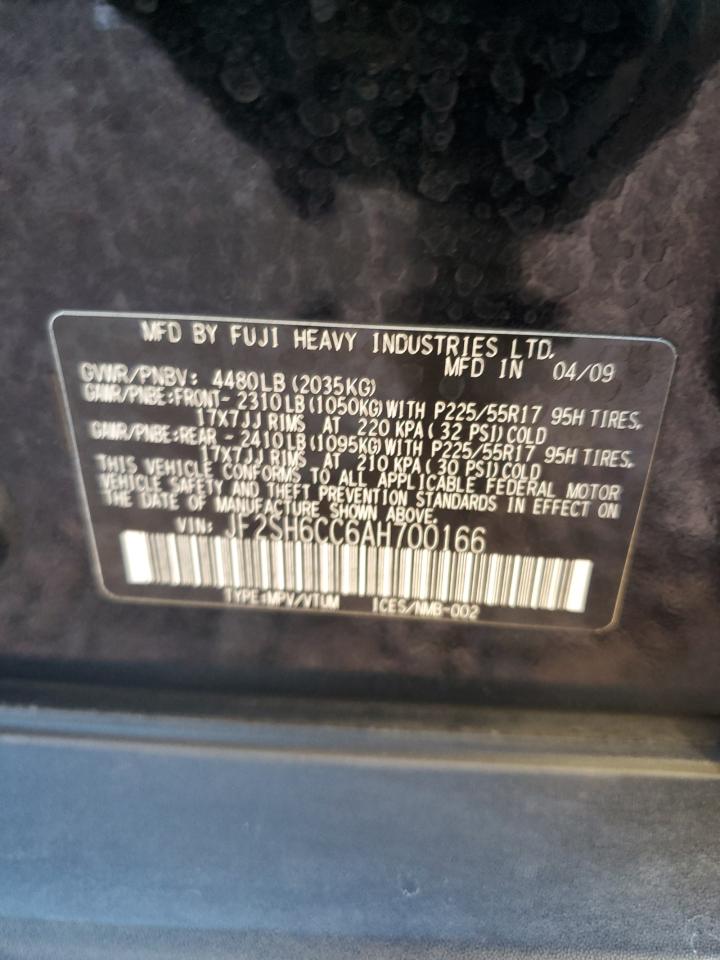 MFD BY FUJI HEAVY INDUSTRIES LTD.
MFD IN 04/09
GVWR/PNBV: 4480LB (2035KG)
GAWR/PNBE:FRONT- 2310LB(1050KG)WITH P225/55R17 95H TIRES,
17X7JJ RIMS AT 220 KPA(32 PSI)COLD
GAWR/PNBE:REAR - 2410LB(1095KG)WITH P225/55R17 95H TIRES,
17X7JJ RIMS AT 210 KPA(30 PSI)COLD
THIS VEHICLE CONFORMS TO ALL APPLICABLE FEDERAL MOTOR
VEHICLE SAFETY AND THEFT PREVENTION STANDARDS IN EFFECT ON
THE DATE OF MANUFACTURE SHOWN ABOVE.
VIN: JF2SH6CC6AH700166
TYPE:MPV/VTUM ICES/NMB-002